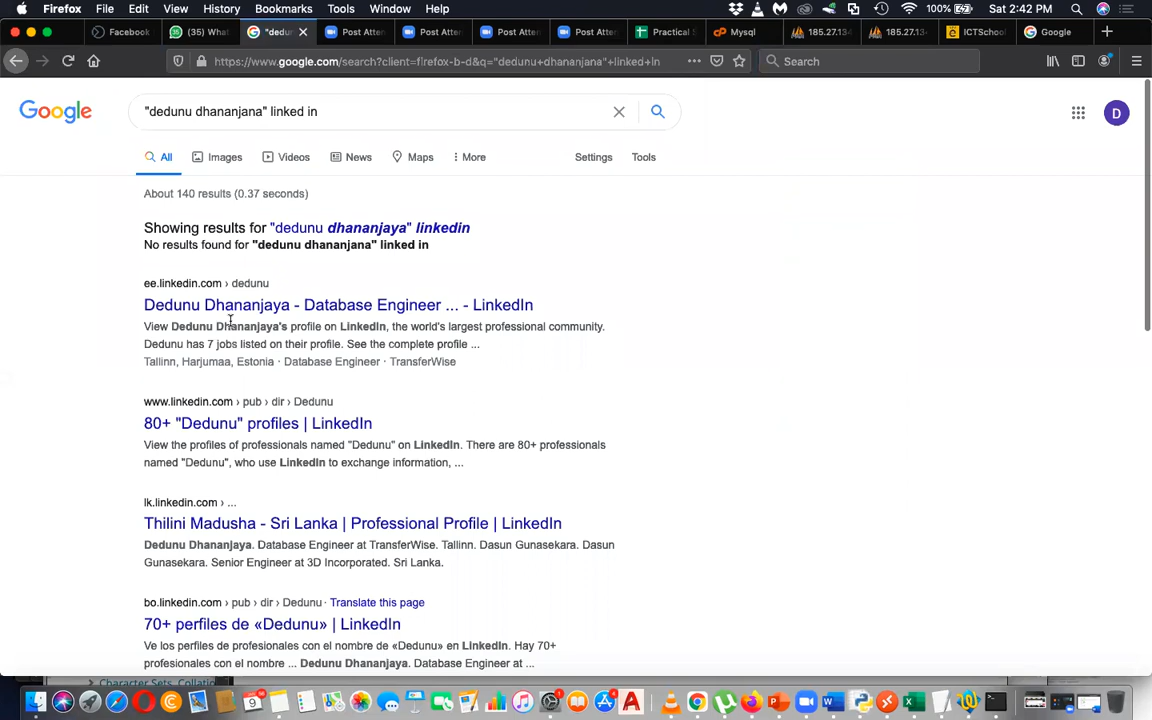 Firefox File Edit View History Bookmarks Tools Window Help 100% Sat 2:42 PM
Facebook (35) What "dedun Post Atten Post Atten Post Atten Post Atten Practical Mysql 185.27.134 185.27.134 ICTSchool Google
https://www.google.com/search?client=firefox-b-d&q="dedunu+dhananjana"+linked+in Search
Google "dedunu dhananjana" linked in D
All Images Videos News Maps More Settings Tools
About 140 results (0.37 seconds)
Showing results for "dedunu dhananjaya" linkedin
No results found for "dedunu dhananjana" linked in
ee.linkedin.com › dedunu
Dedunu Dhananjaya - Database Engineer ... - LinkedIn
View Dedunu Dhananjaya's profile on LinkedIn, the world's largest professional community.
Dedunu has 7 jobs listed on their profile. See the complete profile ...
Tallinn, Harjumaa, Estonia · Database Engineer · TransferWise
www.linkedin.com › pub › dir › Dedunu
80+ "Dedunu" profiles | LinkedIn
View the profiles of professionals named "Dedunu" on LinkedIn. There are 80+ professionals
named "Dedunu", who use LinkedIn to exchange information, ...
lk.linkedin.com › ...
Thilini Madusha - Sri Lanka | Professional Profile | LinkedIn
Dedunu Dhananjaya. Database Engineer at TransferWise. Tallinn. Dasun Gunasekara. Dasun
Gunasekara. Senior Engineer at 3D Incorporated. Sri Lanka.
bo.linkedin.com › pub › dir › Dedunu · Translate this page
70+ perfiles de «Dedunu» | LinkedIn
Ve los perfiles de profesionales con el nombre de «Dedunu» en LinkedIn. Hay 70+
profesionales con el nombre ... Dedunu Dhananjaya. Database Engineer at ...
Character Sets, Collatio